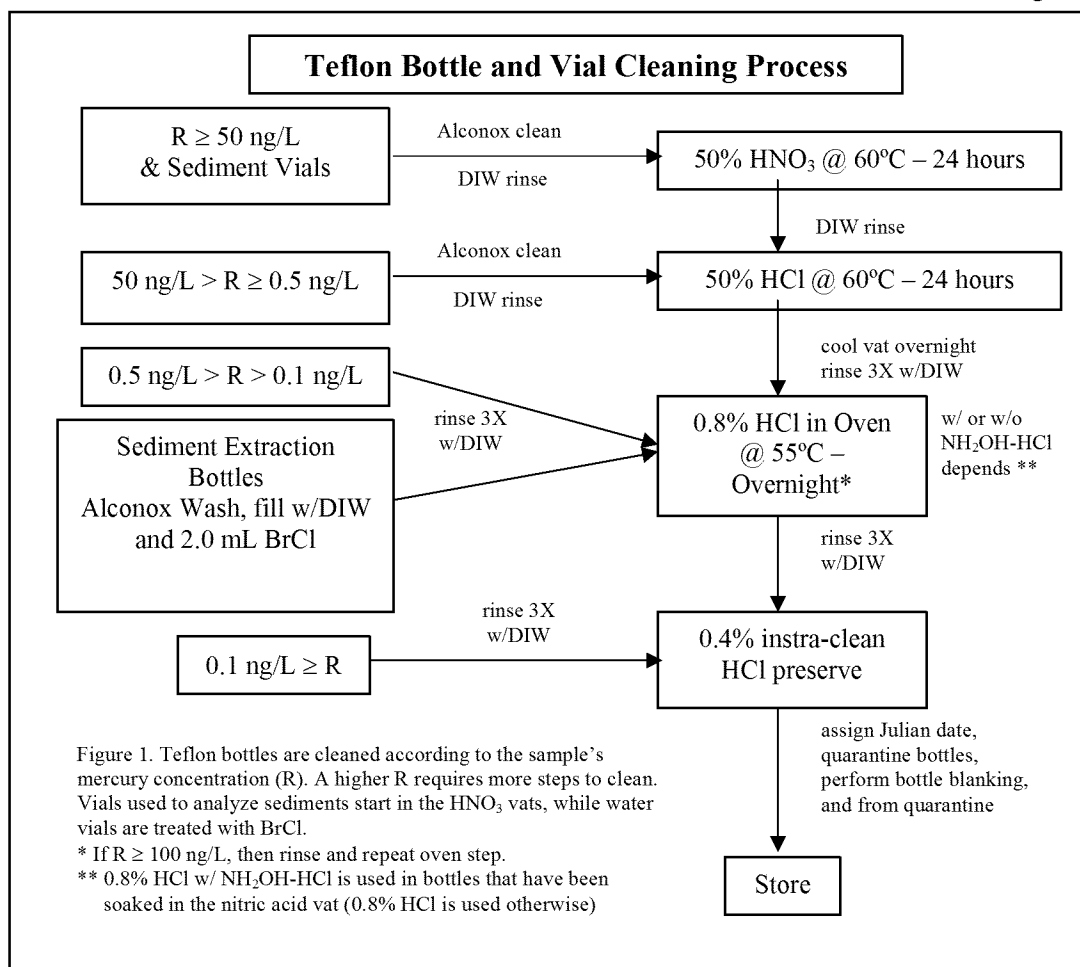 Teflon Bottle and Vial Cleaning Process
R ≥ 50 ng/L
& Sediment Vials
Alconox clean
DIW rinse
50% HNO₃ @ 60ºC – 24 hours
DIW rinse
50 ng/L > R ≥ 0.5 ng/L
Alconox clean
DIW rinse
50% HCl @ 60ºC – 24 hours
cool vat overnight
rinse 3X w/DIW
0.5 ng/L > R > 0.1 ng/L
rinse 3X
w/DIW
Sediment Extraction
Bottles
Alconox Wash, fill w/DIW
and 2.0 mL BrCl
0.8% HCl in Oven
@ 55ºC –
Overnight*
w/ or w/o
NH₂OH-HCl
depends **
rinse 3X
w/DIW
0.1 ng/L ≥ R
rinse 3X
w/DIW
0.4% instra-clean
HCl preserve
assign Julian date,
quarantine bottles,
perform bottle blanking,
and from quarantine
Store
Figure 1. Teflon bottles are cleaned according to the sample’s
mercury concentration (R). A higher R requires more steps to clean.
Vials used to analyze sediments start in the HNO₃ vats, while water
vials are treated with BrCl.
* If R ≥ 100 ng/L, then rinse and repeat oven step.
** 0.8% HCl w/ NH₂OH-HCl is used in bottles that have been
soaked in the nitric acid vat (0.8% HCl is used otherwise)